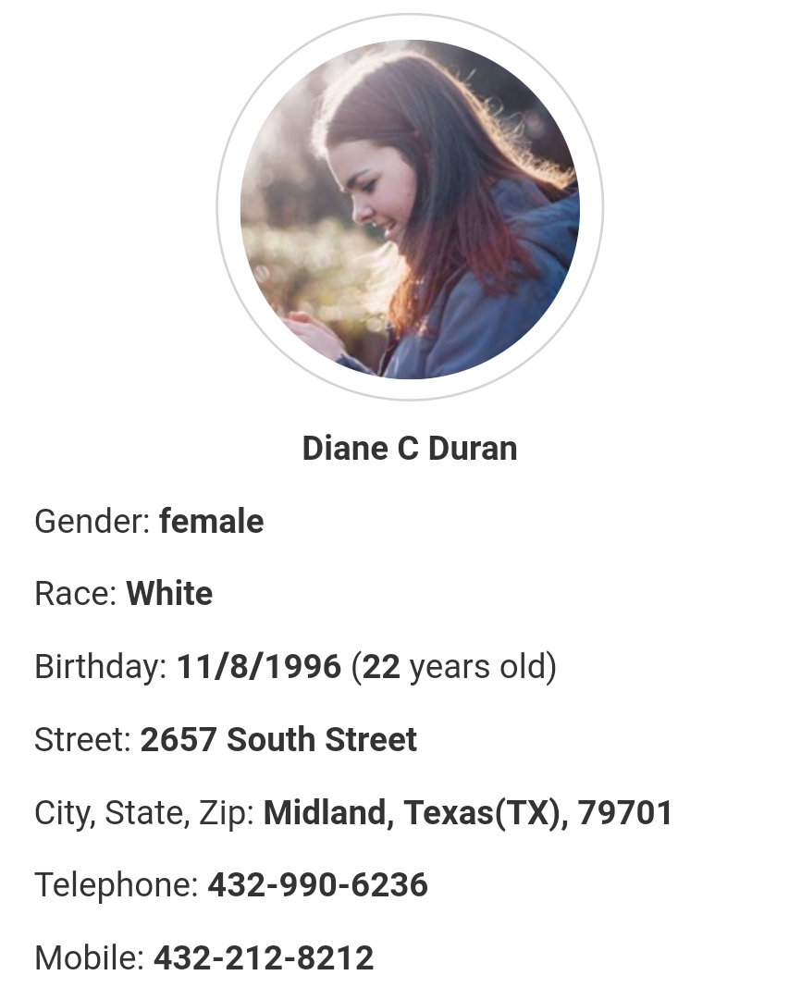 Diane C Duran
Gender: female
Race: White
Birthday: 11/8/1996 (22 years old)
Street: 2657 South Street
City, State, Zip: Midland, Texas(TX), 79701
Telephone: 432-990-6236
Mobile: 432-212-8212